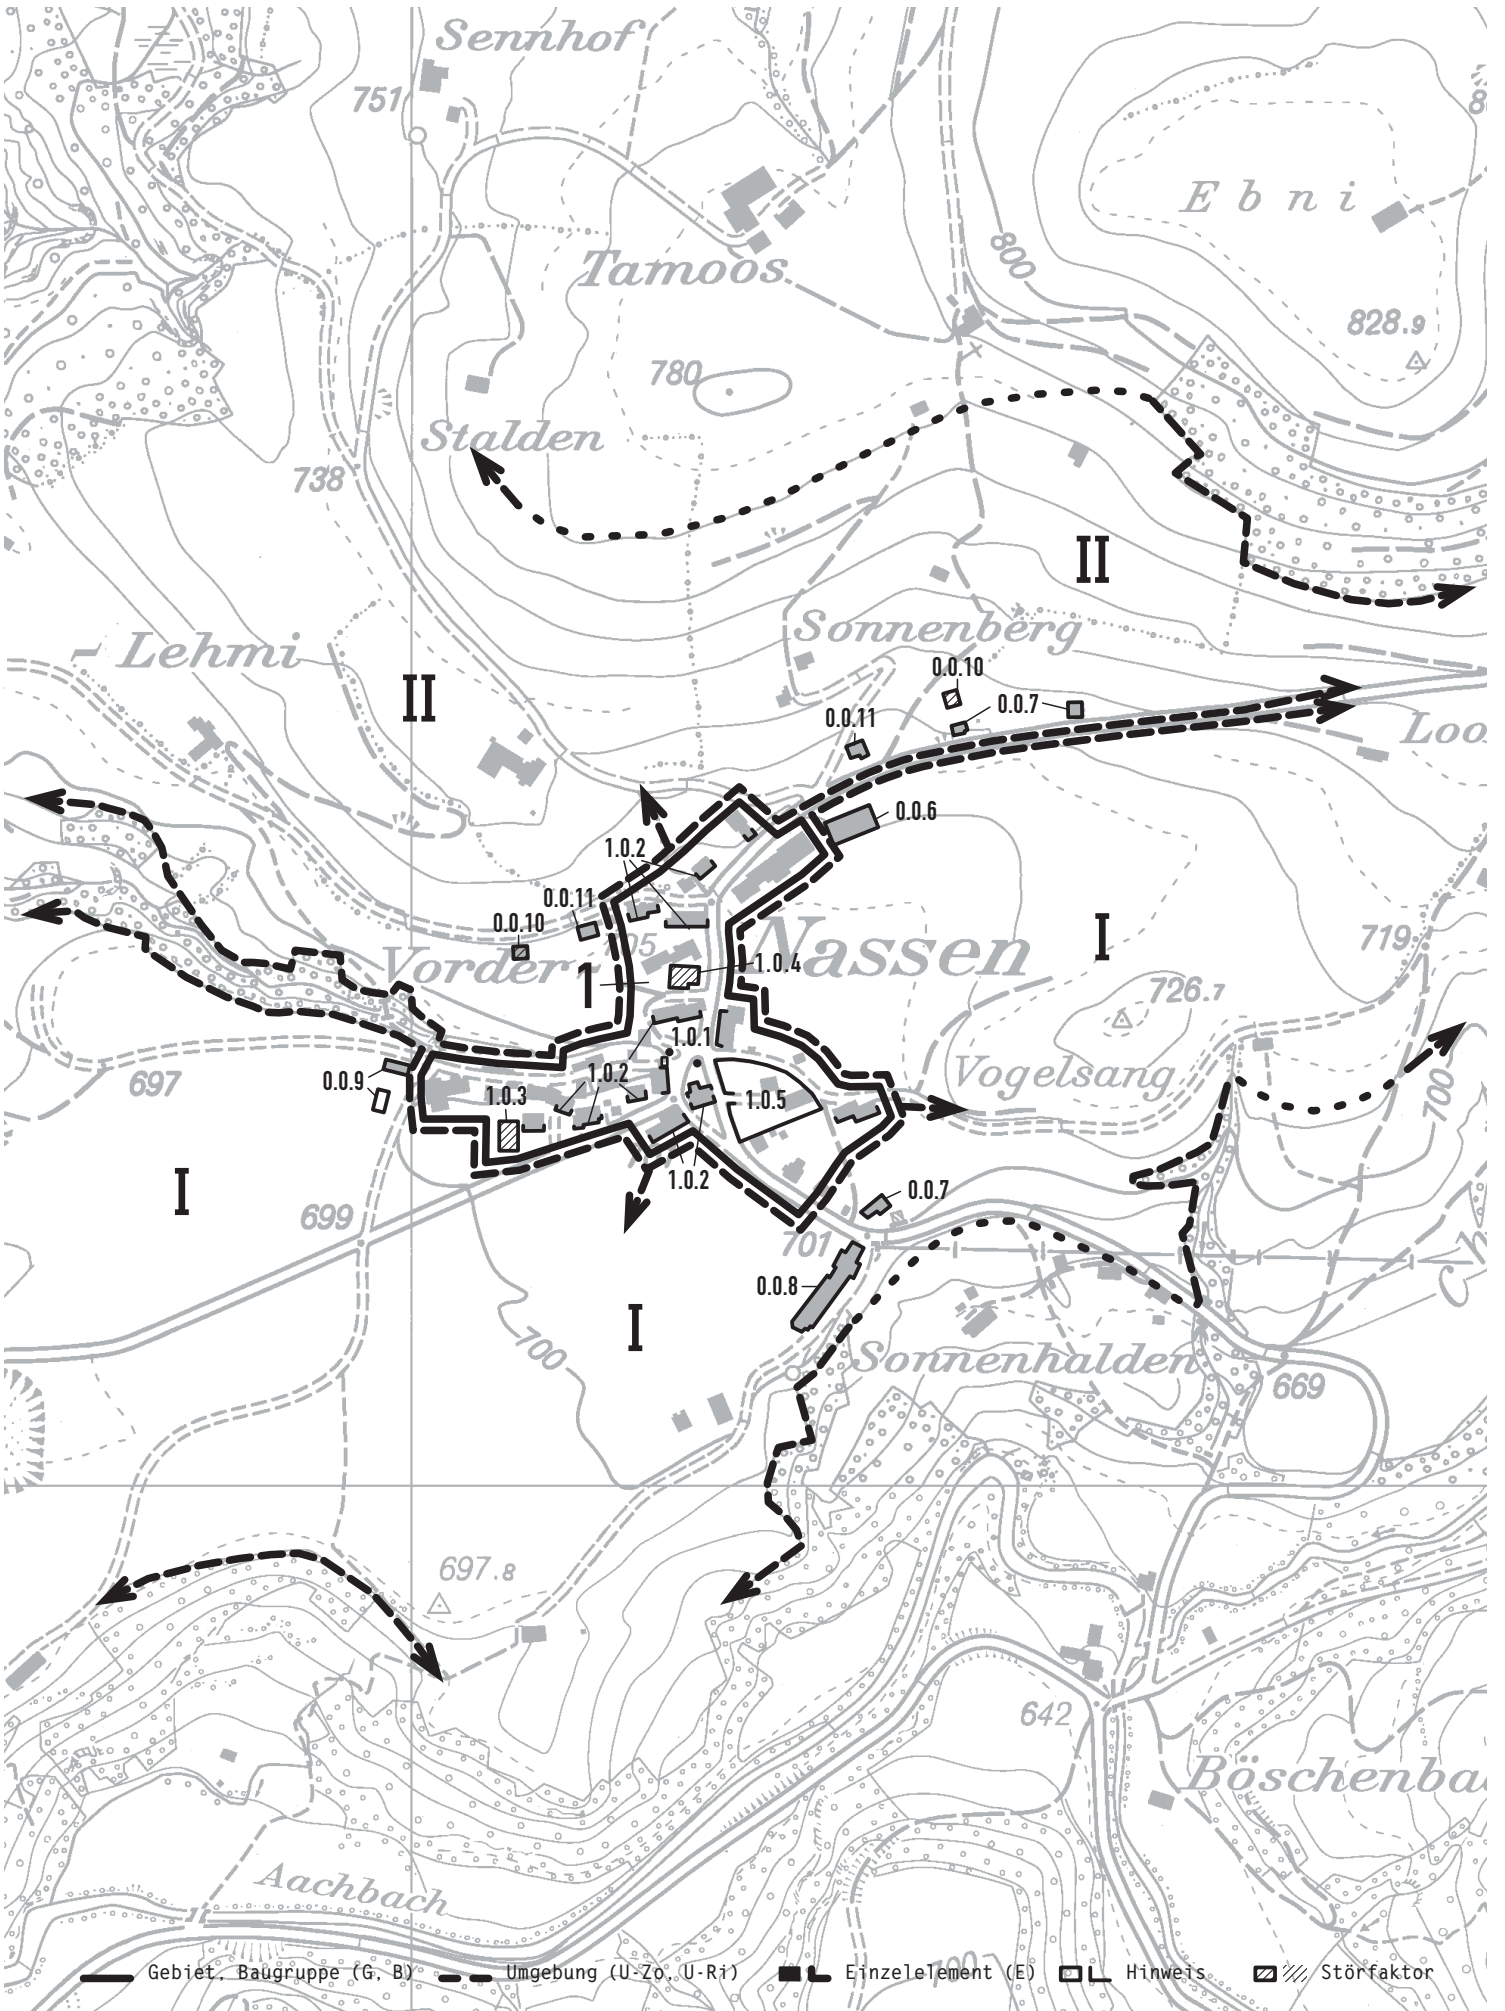 Sennhof
751
Ebni
Tamoos
800
828.9
780
Stalden
738
II
Sonnenberg
Lehmi
0.0.10
II
0.0.7
0.0.11
Loo
0.0.6
1.0.2
0.0.11
0.0.10
705
Vorder-
Nassen
I
719
1
1.0.4
726.7
1.0.1
699
697
0.0.9
1.0.2
Vogelsang
1.0.3
1.0.5
700
1.0.2
I
0.0.7
699
701
0.0.8
I
700
Sonnenhalden
669
697.8
642
Böschenba
Aachbach
Gebiet, Baugruppe (G, B)
Umgebung (U-Zo, U-Ri)
Einzelelement (E)
Hinweis
Störfaktor